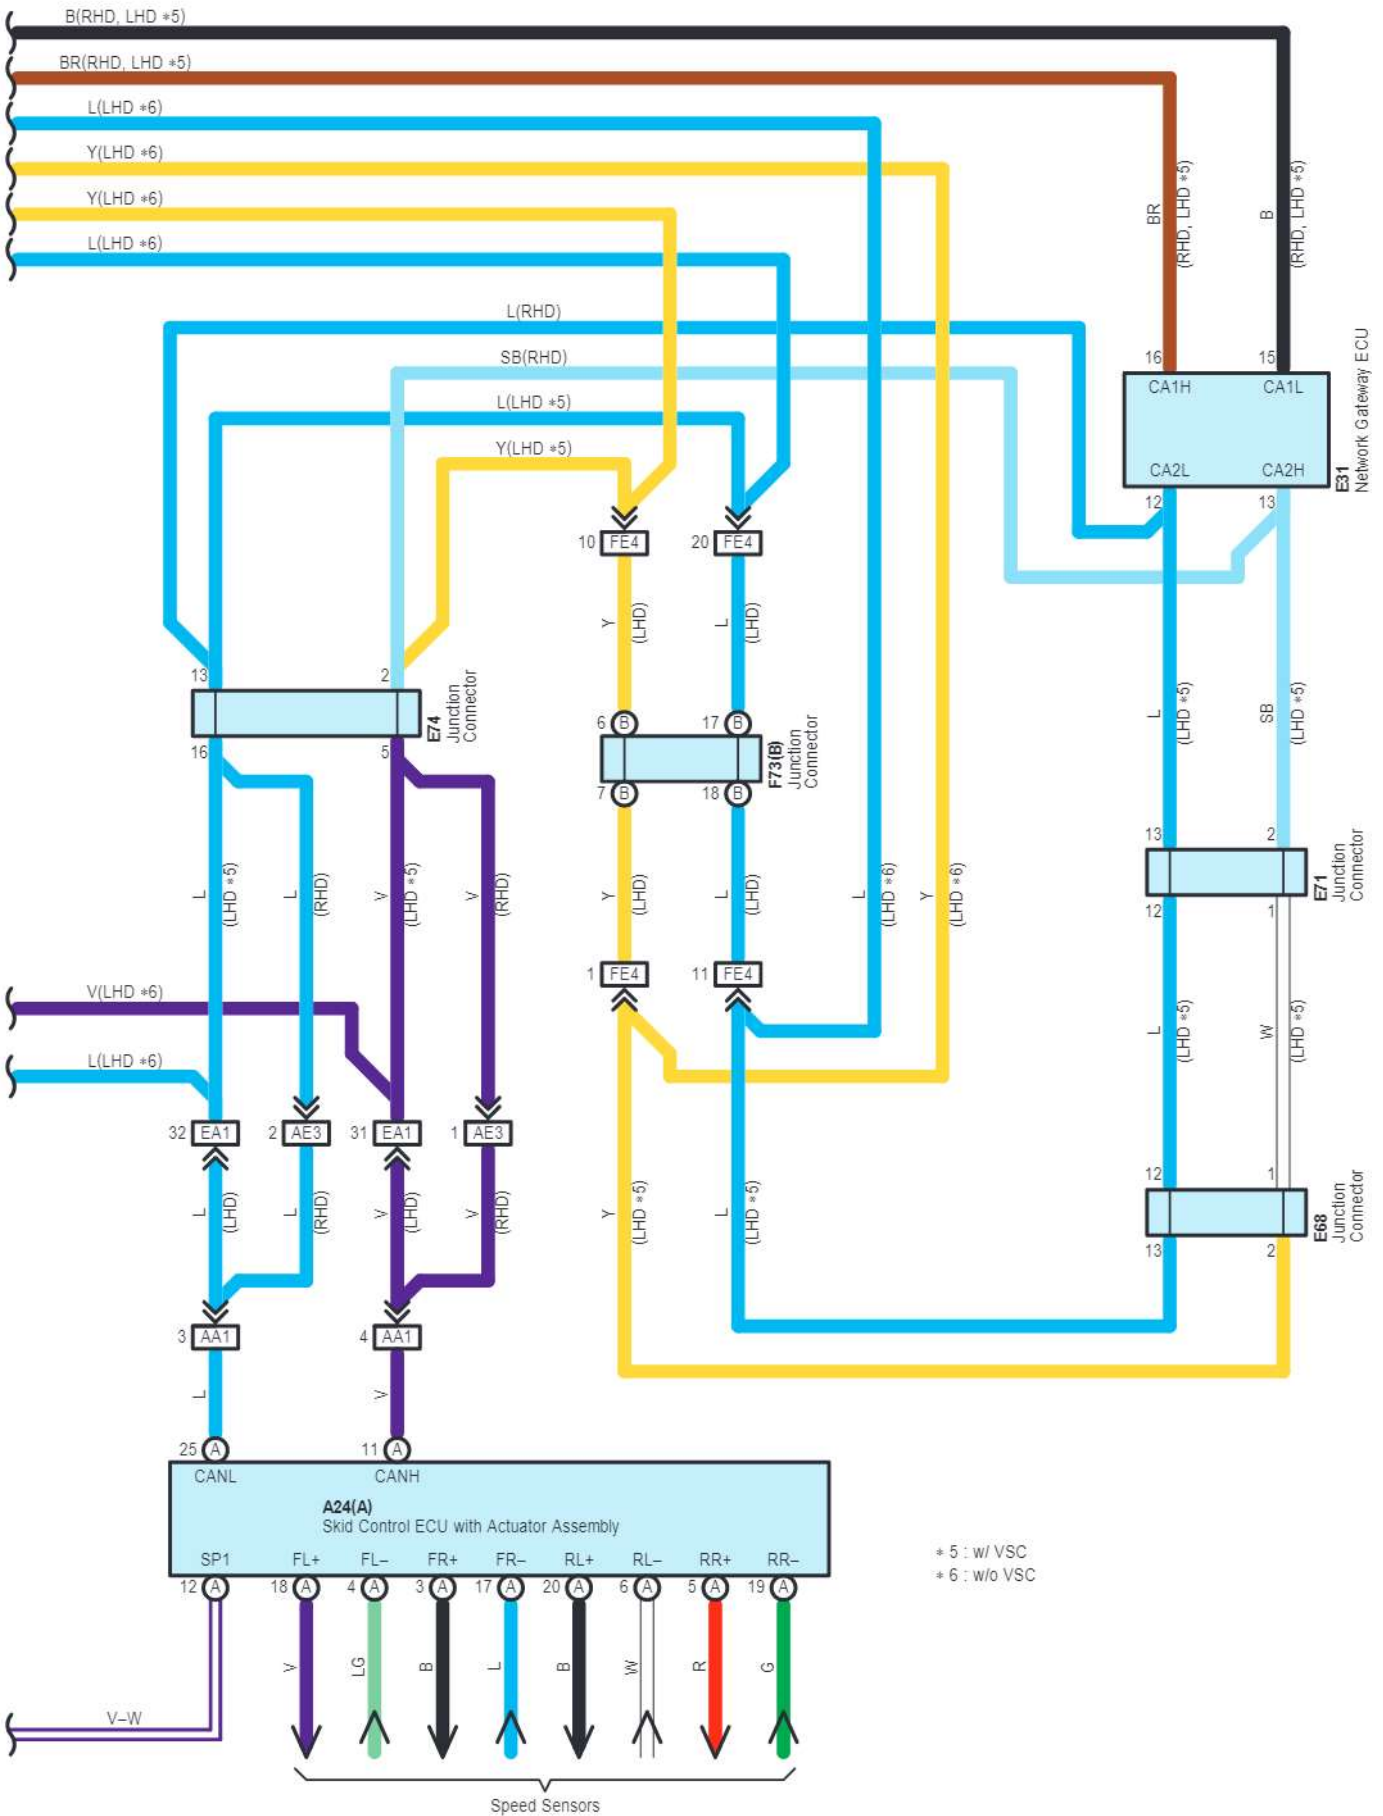 B(RHD, LHD *5)
BR(RHD, LHD *5)
L(LHD *6)
Y(LHD *6)
Y(LHD *6)
L(LHD *6)
BR
(RHD, LHD *5)
B
(RHD, LHD *5)
L(RHD)
SB(RHD)
16
15
CA1H
CA1L
L(LHD *5)
Y(LHD *5)
CA2L
CA2H
E31
Network Gateway ECU
12
13
10
FE4
20
FE4
Y
(LHD)
L
(LHD)
13
2
E74
Junction
Connector
16
5
L
(LHD *5)
SB
(LHD *5)
6
B
17
B
F73(B)
Junction
Connector
7
B
18
B
13
2
E71
Junction
Connector
12
1
L
(LHD *5)
L
(RHD)
V
(LHD *5)
V
(RHD)
Y
(LHD)
L
(LHD)
L
(LHD *6)
Y
(LHD *6)
1
FE4
11
FE4
V(LHD *6)
L(LHD *6)
L
(LHD *5)
W
(LHD *5)
32
EA1
2
AE3
31
EA1
1
AE3
L
(LHD)
L
(RHD)
V
(LHD)
V
(RHD)
Y
(LHD *5)
L
(LHD *5)
12
1
E68
Junction
Connector
13
2
3
AA1
4
AA1
L
V
25
A
11
A
CANL
CANH
A24(A)
Skid Control ECU with Actuator Assembly
SP1
FL+
FL–
FR+
FR–
RL+
RL–
RR+
RR–
12
A
18
A
4
A
3
A
17
A
20
A
6
A
5
A
19
A
* 5 : w/ VSC
* 6 : w/o VSC
V
LG
B
L
B
W
R
G
V–W
Speed Sensors